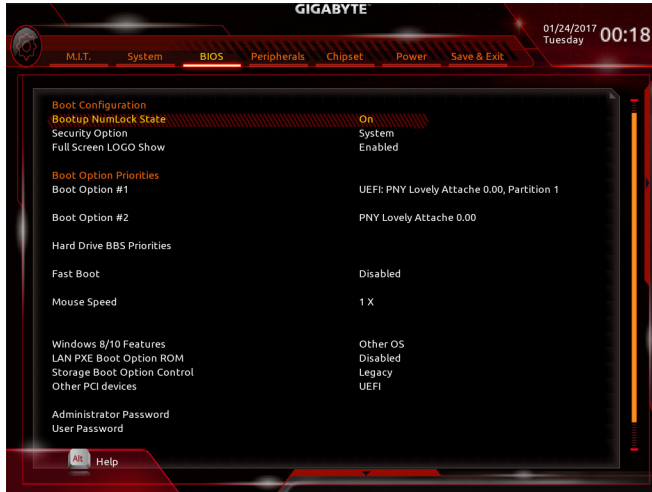 GIGABYTE™
01/24/2017 00:18
Tuesday
M.I.T. System BIOS Peripherals Chipset Power Save & Exit
Boot Configuration
Bootup NumLock State On
Security Option System
Full Screen LOGO Show Enabled
Boot Option Priorities
Boot Option #1 UEFI: PNY Lovely Attache 0.00, Partition 1
Boot Option #2 PNY Lovely Attache 0.00
Hard Drive BBS Priorities
Fast Boot Disabled
Mouse Speed 1 X
Windows 8/10 Features Other OS
LAN PXE Boot Option ROM Disabled
Storage Boot Option Control Legacy
Other PCI devices UEFI
Administrator Password
User Password
Alt Help